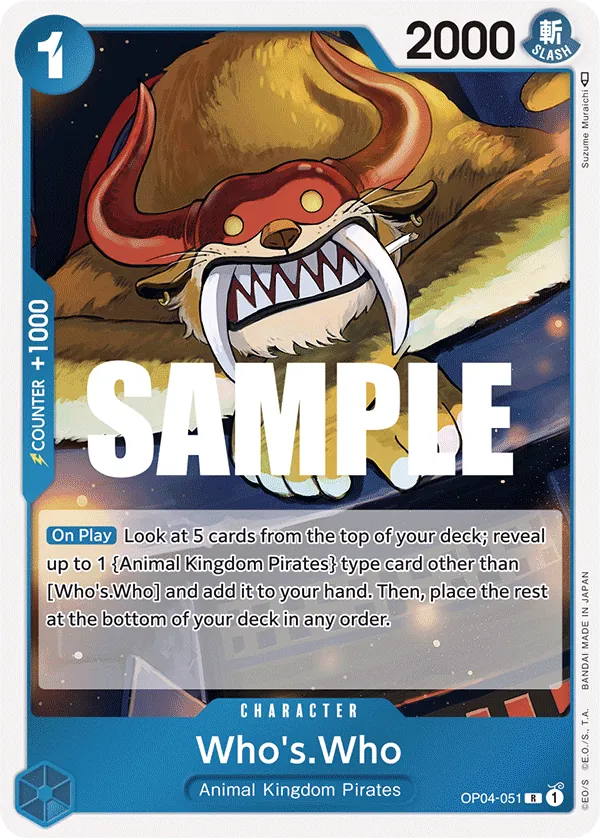 1
2000
斬
SLASH
Suzume Muraichi
COUNTER +1000
SAMPLE
On Play Look at 5 cards from the top of your deck; reveal
up to 1 {Animal Kingdom Pirates} type card other than
[Who's.Who] and add it to your hand. Then, place the rest
at the bottom of your deck in any order.
CHARACTER
Who's.Who
Animal Kingdom Pirates
OP04-051 R 1
©EO/S ©E.O./S., T.A. BANDAI MADE IN JAPAN